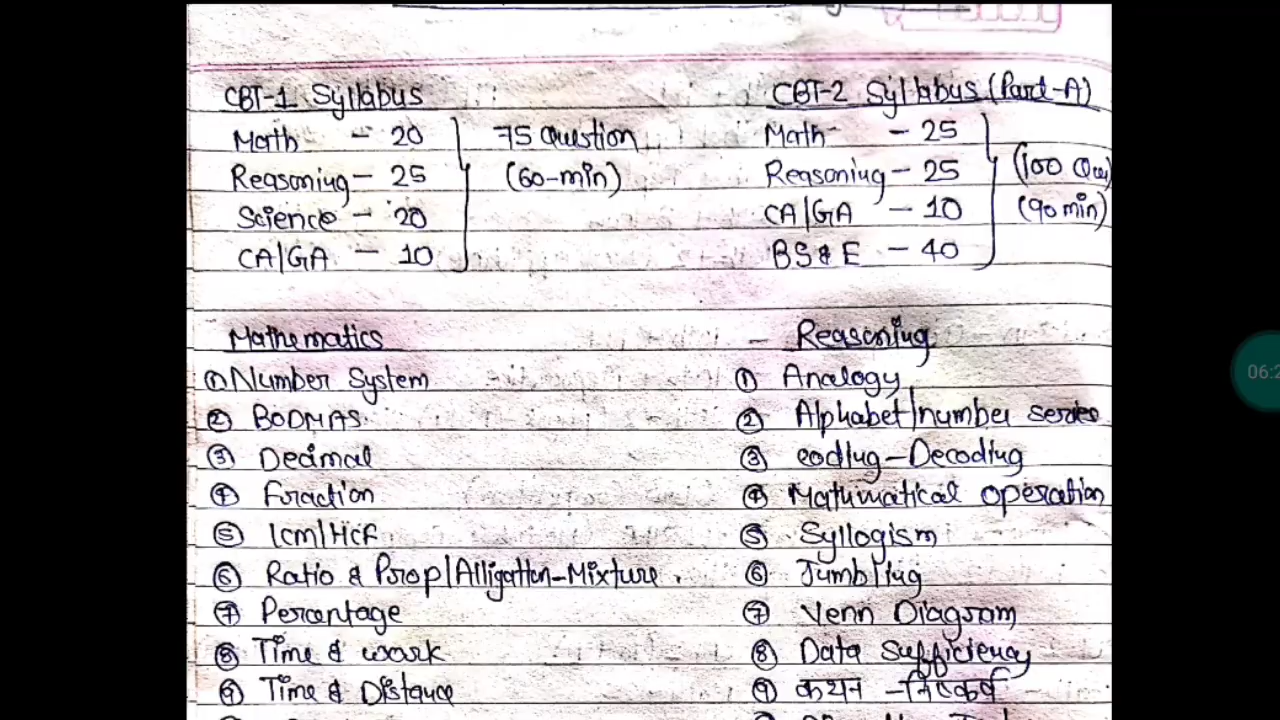 CBT-1 Syllabus
Math - 20
Reasoning - 25
Science - 20
CA/GA - 10
75 Question
(60-min)
CBT-2 Syllabus (Part-A)
Math - 25
Reasoning - 25
CA/GA - 10
BS & E - 40
(100 Que)
(90 min)
Mathematics
① Number System
② BODMAS
③ Decimal
④ Fraction
⑤ lcm/HCF
⑥ Ratio & Prop/Alligation-Mixture
⑦ Percentage
⑧ Time & work
⑨ Time & Distance
Reasoning
① Analogy
② Alphabet/number series
③ coding-Decoding
④ Mathematical operation
⑤ Syllogism
⑥ Jumbling
⑦ Venn Diagram
⑧ Data Sufficiency
⑨ कथन - निष्कर्ष
06:2